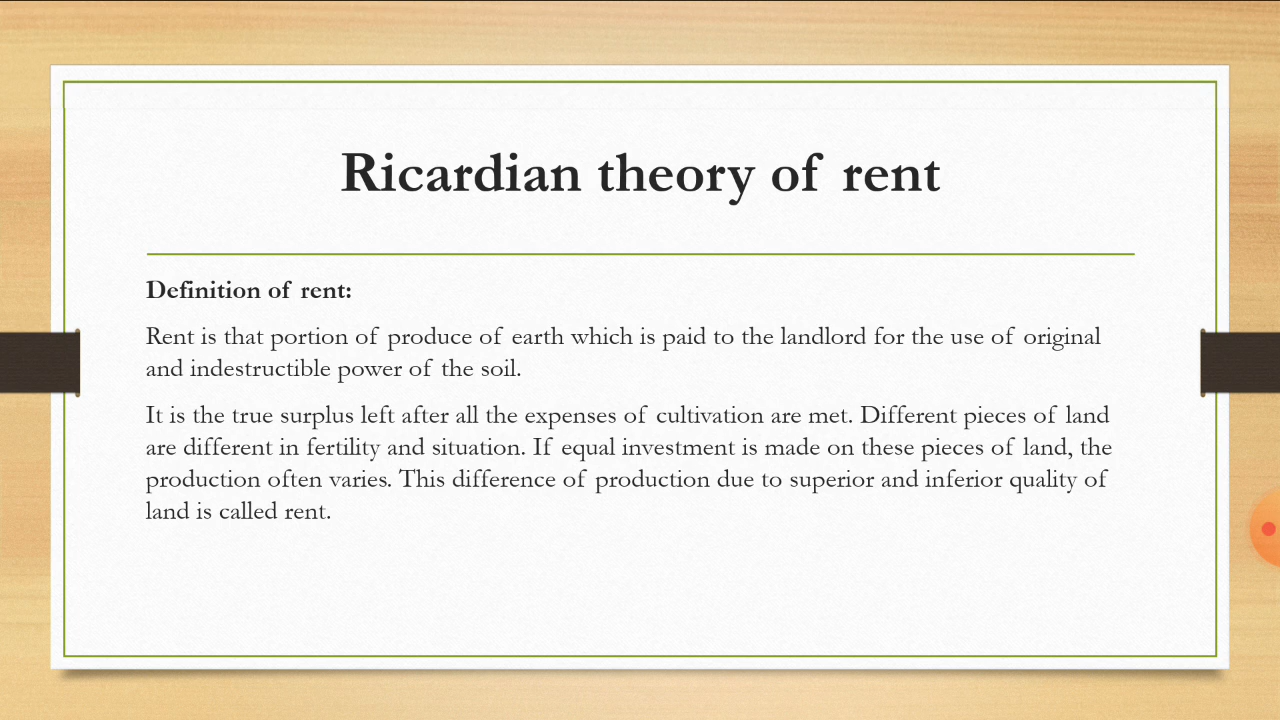 Ricardian theory of rent
Definition of rent:
Rent is that portion of produce of earth which is paid to the landlord for the use of original
and indestructible power of the soil.
It is the true surplus left after all the expenses of cultivation are met. Different pieces of land
are different in fertility and situation. If equal investment is made on these pieces of land, the
production often varies. This difference of production due to superior and inferior quality of
land is called rent.